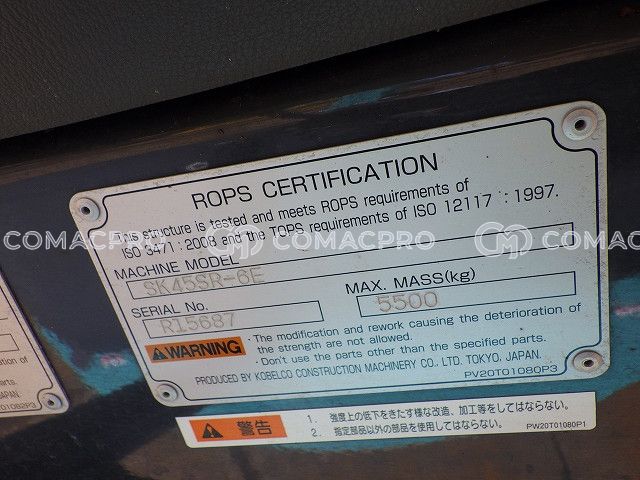 ROPS CERTIFICATION
This structure is tested and meets ROPS requirements of
ISO 3471 : 2008 and the TOPS requirements of ISO 12117 : 1997.
MACHINE MODEL
SK45SR-6E
SERIAL No.
R15687
MAX. MASS(kg)
5500
WARNING
· The modification and rework causing the deterioration of
the strength are not allowed.
· Don't use the parts other than the specified parts.
PRODUCED BY KOBELCO CONSTRUCTION MACHINERY CO., LTD. TOKYO, JAPAN.
PV20T01080P3
警告
1. 強度上の低下をきたす様な改造、加工等をしてはならない。
2. 指定部品以外の部品を使用してはならない。
PW20T01080P1
COMACPRO
COMACPRO
COMAC